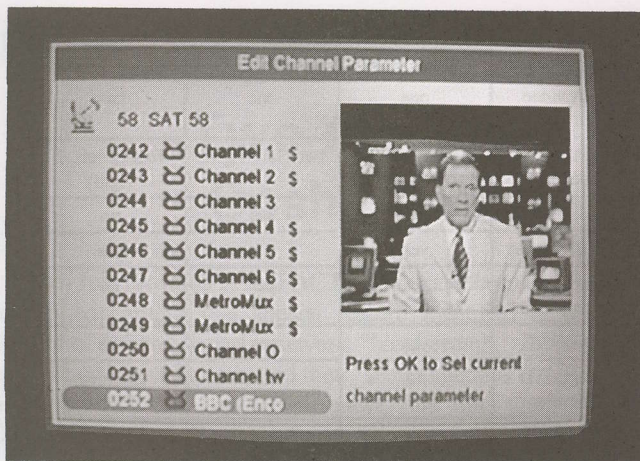 Edit Channel Parameter
58 SAT 58
0242 Channel 1 $
0243 Channel 2 $
0244 Channel 3
0245 Channel 4 $
0246 Channel 5 $
0247 Channel 6 $
0248 MetroMux $
0249 MetroMux $
0250 Channel O
0251 Channel tw
0252 BBC (Enco
Press OK to Set current
channel parameter